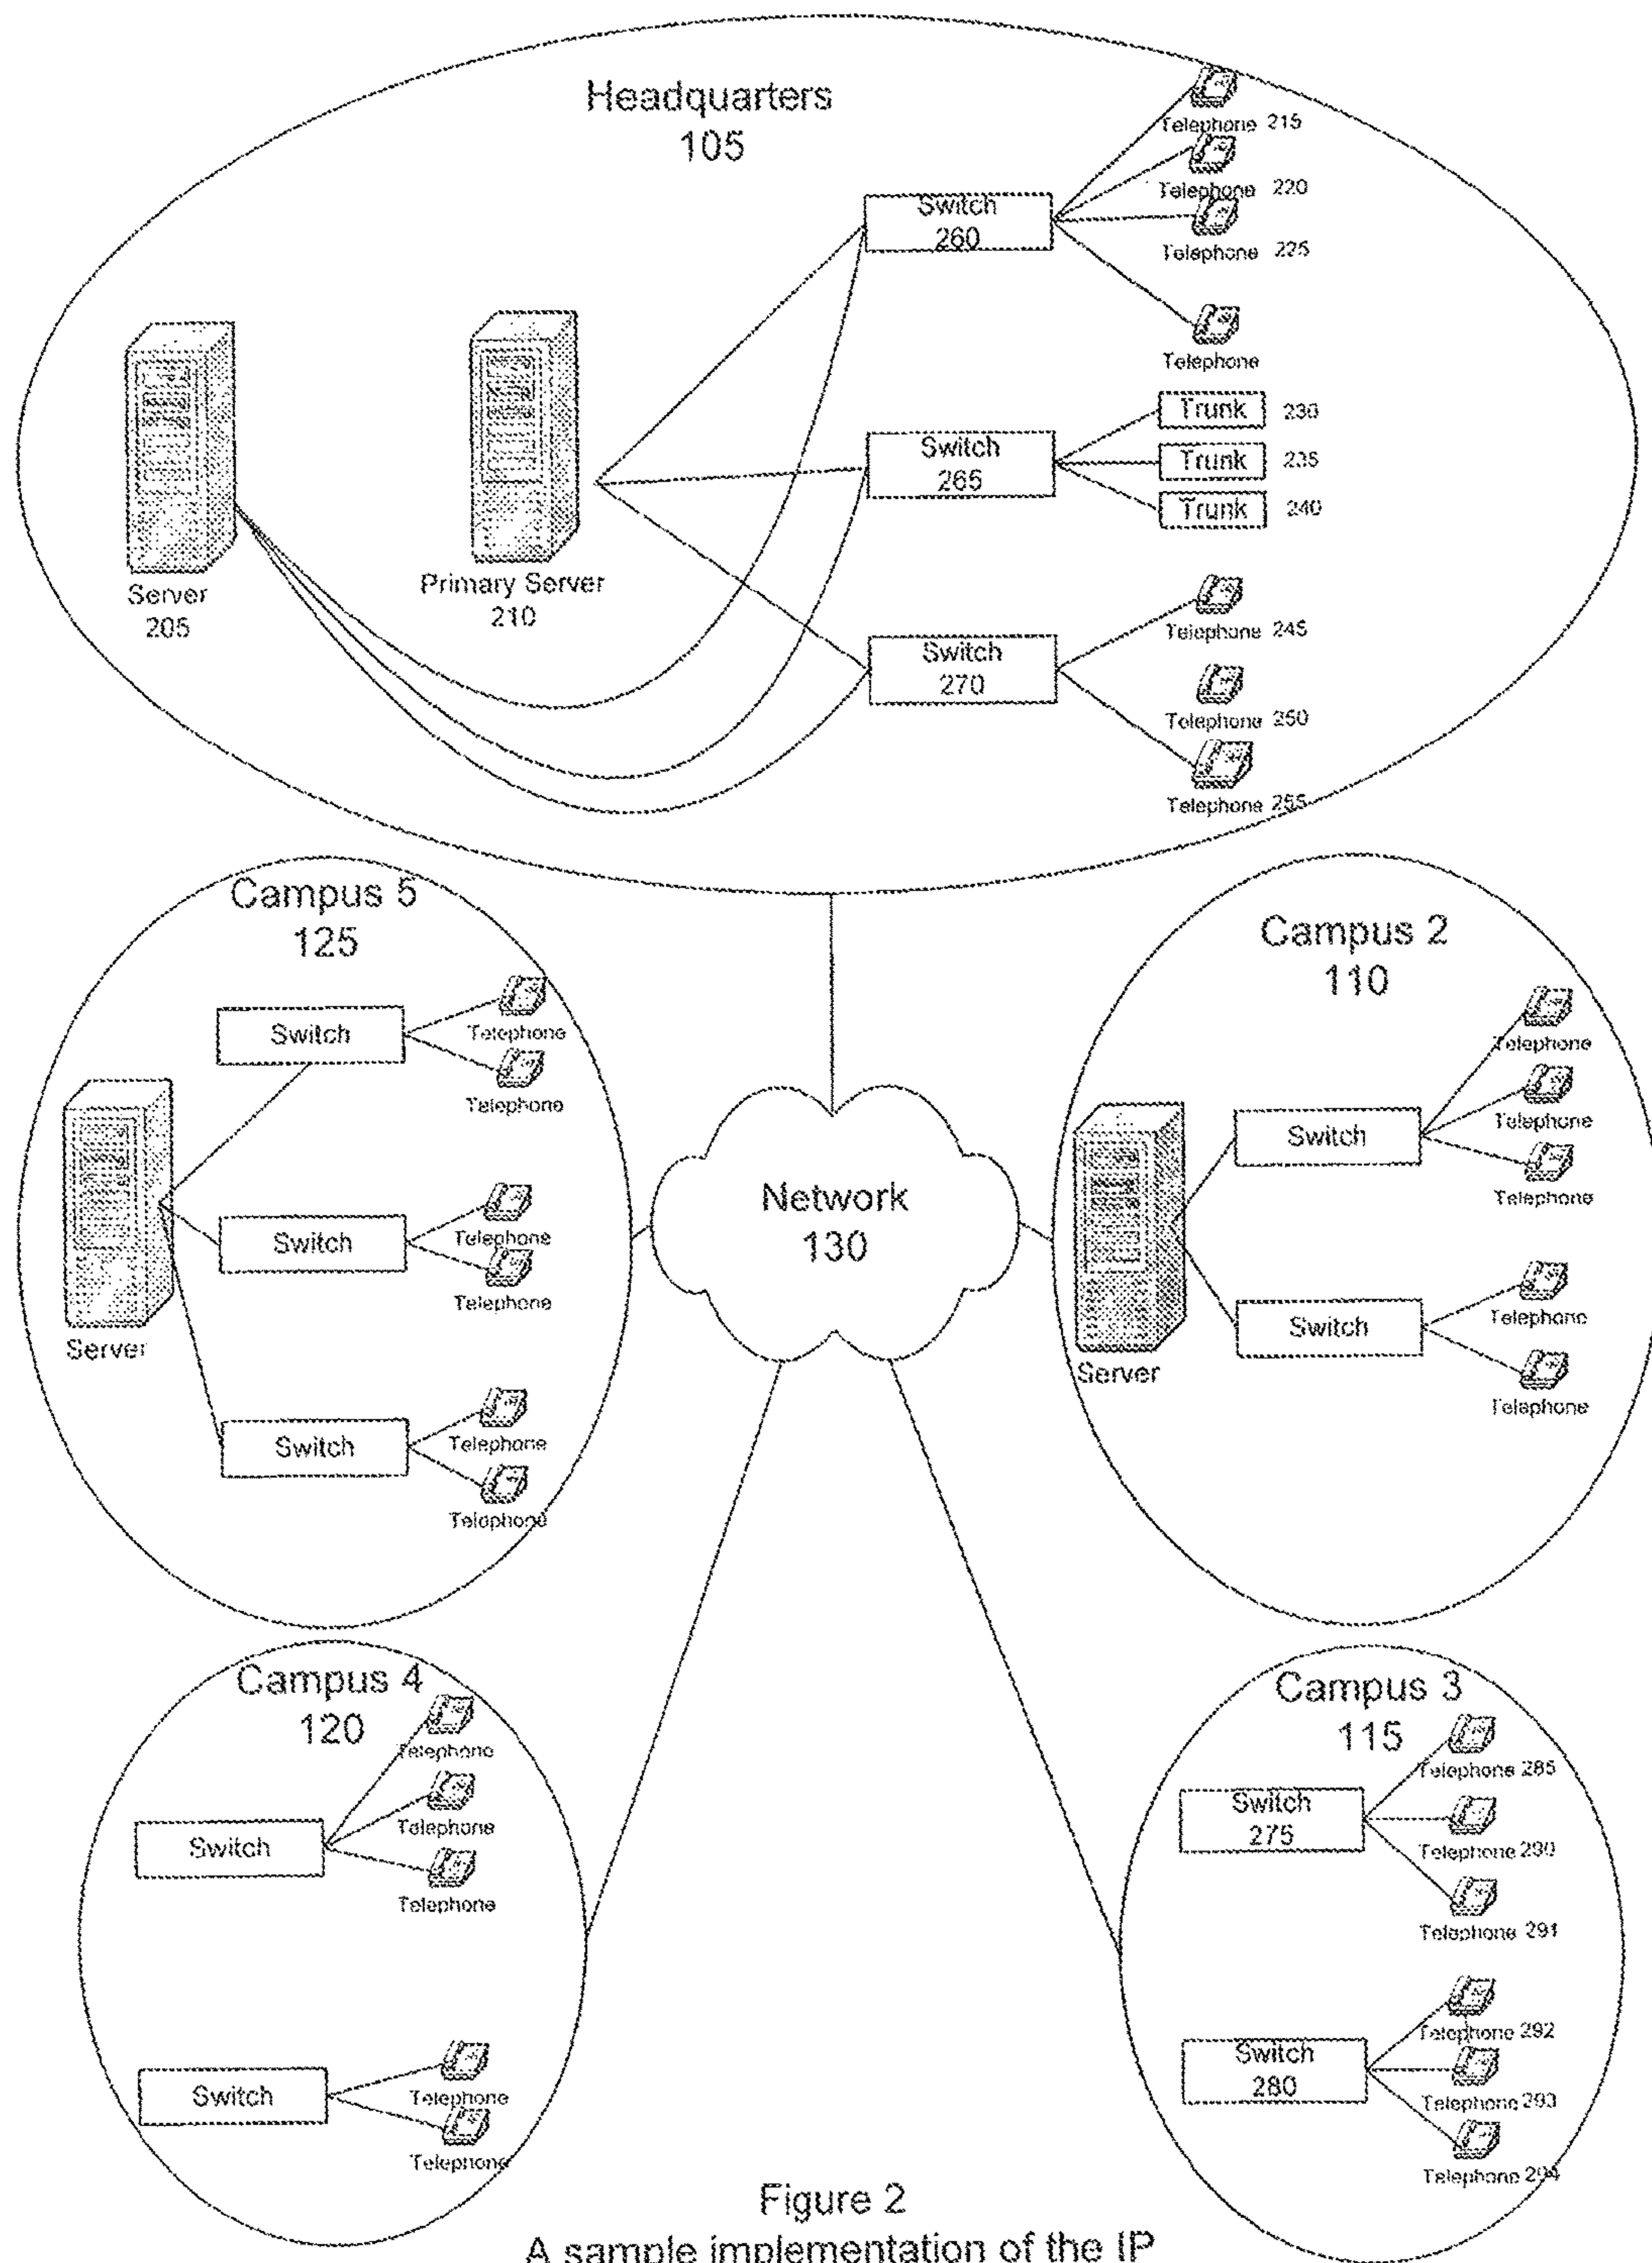 Headquarters
105
Telephone 215
Telephone 220
Telephone 225
Telephone
Switch
260
Trunk 230
Trunk 235
Trunk 240
Switch
265
Server
205
Primary Server
210
Switch
270
Telephone 245
Telephone 250
Telephone 255
Campus 5
125
Switch
Telephone
Telephone
Switch
Telephone
Telephone
Server
Switch
Telephone
Telephone
Campus 2
110
Telephone
Telephone
Switch
Telephone
Switch
Telephone
Telephone
Server
Network
130
Campus 4
120
Telephone
Telephone
Switch
Telephone
Switch
Telephone
Telephone
Campus 3
115
Telephone 285
Switch
275
Telephone 290
Telephone 291
Telephone 292
Switch
280
Telephone 293
Telephone 294
Figure 2
A sample implementation of the IP